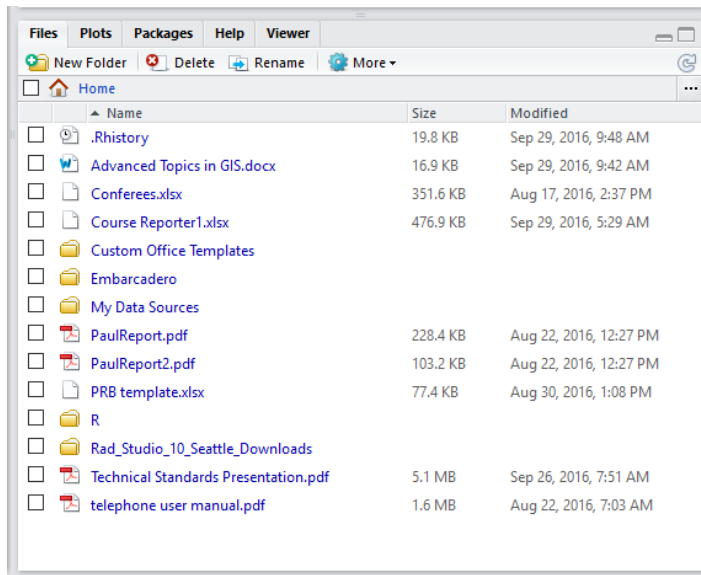 Files Plots Packages Help Viewer
New Folder Delete Rename More
Home ...
Name Size Modified
.Rhistory 19.8 KB Sep 29, 2016, 9:48 AM
Advanced Topics in GIS.docx 16.9 KB Sep 29, 2016, 9:42 AM
Conferees.xlsx 351.6 KB Aug 17, 2016, 2:37 PM
Course Reporter1.xlsx 476.9 KB Sep 29, 2016, 5:29 AM
Custom Office Templates
Embarcadero
My Data Sources
PaulReport.pdf 228.4 KB Aug 22, 2016, 12:27 PM
PaulReport2.pdf 103.2 KB Aug 22, 2016, 12:27 PM
PRB template.xlsx 77.4 KB Aug 30, 2016, 1:08 PM
R
Rad_Studio_10_Seattle_Downloads
Technical Standards Presentation.pdf 5.1 MB Sep 26, 2016, 7:51 AM
telephone user manual.pdf 1.6 MB Aug 22, 2016, 7:03 AM